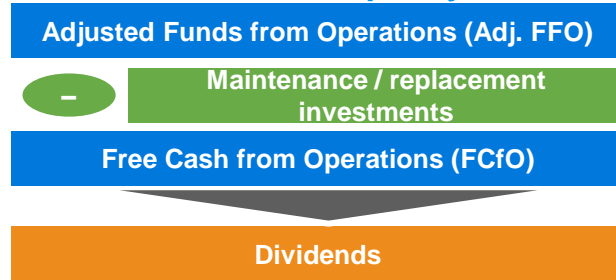 Adjusted Funds from Operations (Adj. FFO)
–
Maintenance / replacement
investments
Free Cash from Operations (FCfO)
Dividends